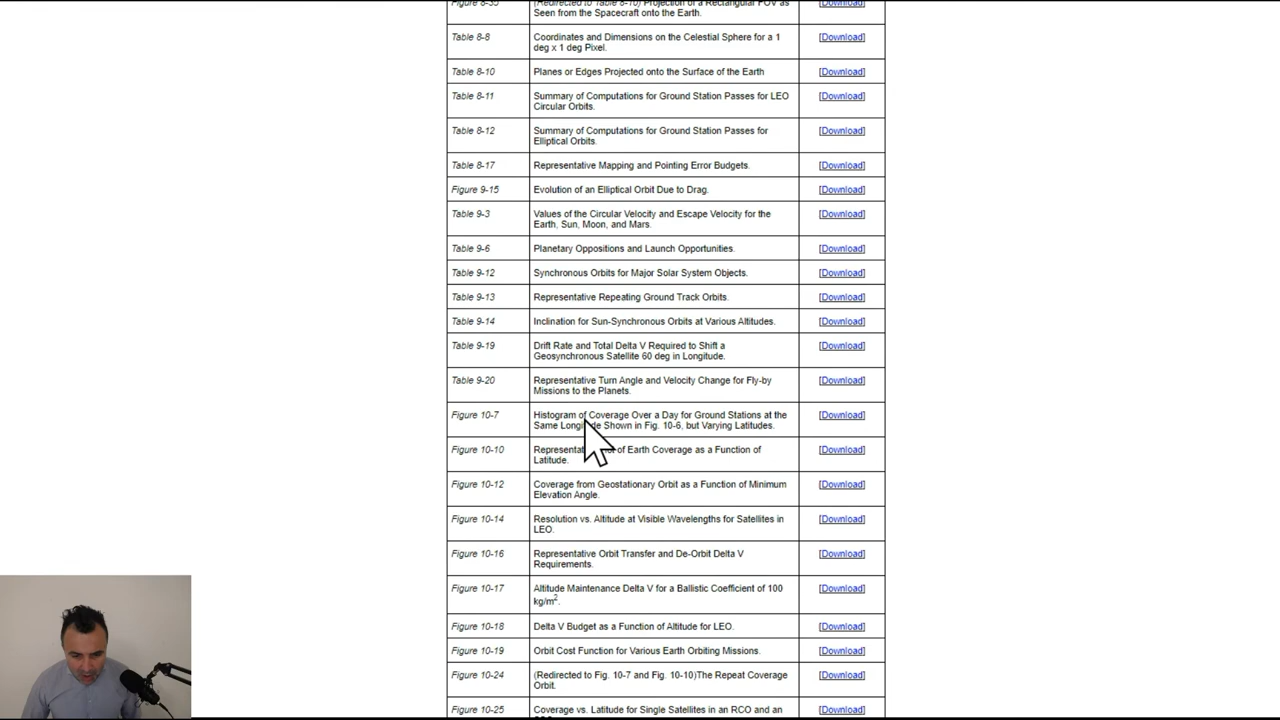 Figure 8-35 (Redirected to Table 8-10) Projection of a Rectangular FOV as [Download]
Seen from the Spacecraft onto the Earth.
Table 8-8 Coordinates and Dimensions on the Celestial Sphere for a 1 [Download]
deg x 1 deg Pixel.
Table 8-10 Planes or Edges Projected onto the Surface of the Earth [Download]
Table 8-11 Summary of Computations for Ground Station Passes for LEO [Download]
Circular Orbits.
Table 8-12 Summary of Computations for Ground Station Passes for [Download]
Elliptical Orbits.
Table 8-17 Representative Mapping and Pointing Error Budgets. [Download]
Figure 9-15 Evolution of an Elliptical Orbit Due to Drag. [Download]
Table 9-3 Values of the Circular Velocity and Escape Velocity for the [Download]
Earth, Sun, Moon, and Mars.
Table 9-6 Planetary Oppositions and Launch Opportunities. [Download]
Table 9-12 Synchronous Orbits for Major Solar System Objects. [Download]
Table 9-13 Representative Repeating Ground Track Orbits. [Download]
Table 9-14 Inclination for Sun-Synchronous Orbits at Various Altitudes. [Download]
Table 9-19 Drift Rate and Total Delta V Required to Shift a [Download]
Geosynchronous Satellite 60 deg in Longitude.
Table 9-20 Representative Turn Angle and Velocity Change for Fly-by [Download]
Missions to the Planets.
Figure 10-7 Histogram of Coverage Over a Day for Ground Stations at the [Download]
Same Longitude Shown in Fig. 10-6, but Varying Latitudes.
Figure 10-10 of Earth Coverage as a Function of [Download]
Latitude.
Figure 10-12 Coverage from Geostationary Orbit as a Function of Minimum [Download]
Elevation Angle.
Figure 10-14 Resolution vs. Altitude at Visible Wavelengths for Satellites in [Download]
LEO.
Figure 10-16 Representative Orbit Transfer and De-Orbit Delta V [Download]
Requirements.
Figure 10-17 Altitude Maintenance Delta V for a Ballistic Coefficient of 100 [Download]
kg/m².
Figure 10-18 Delta V Budget as a Function of Altitude for LEO. [Download]
Figure 10-19 Orbit Cost Function for Various Earth Orbiting Missions. [Download]
Figure 10-24 (Redirected to Fig. 10-7 and Fig. 10-10)The Repeat Coverage [Download]
Orbit.
Figure 10-25 Coverage vs. Latitude for Single Satellites in an RCO and an [Download]